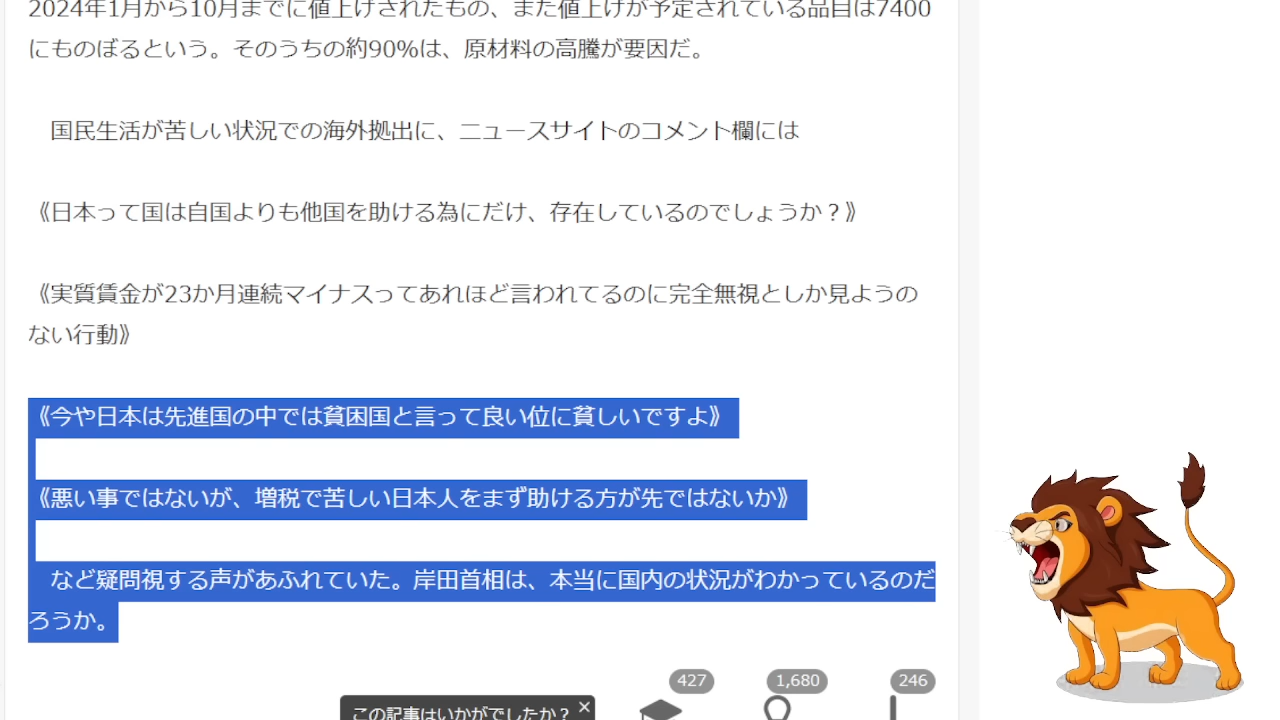 2024年1月から10月までに値上げされたもの、また値上げが予定されている品目は7400
にものぼるという。そのうちの約90%は、原材料の高騰が要因だ。
国民生活が苦しい状況での海外拠出に、ニュースサイトのコメント欄には
《日本って国は自国よりも他国を助ける為にだけ、存在しているのでしょうか？》
《実質賃金が23か月連続マイナスってあれほど言われてるのに完全無視としか見ようの
ない行動》
《今や日本は先進国の中では貧困国と言って良い位に貧しいですよ》
《悪い事ではないが、増税で苦しい日本人をまず助ける方が先ではないか》
など疑問視する声があふれていた。岸田首相は、本当に国内の状況がわかっているのだ
ろうか。
427 1,680 246
この記事はいかがでしたか？ ×